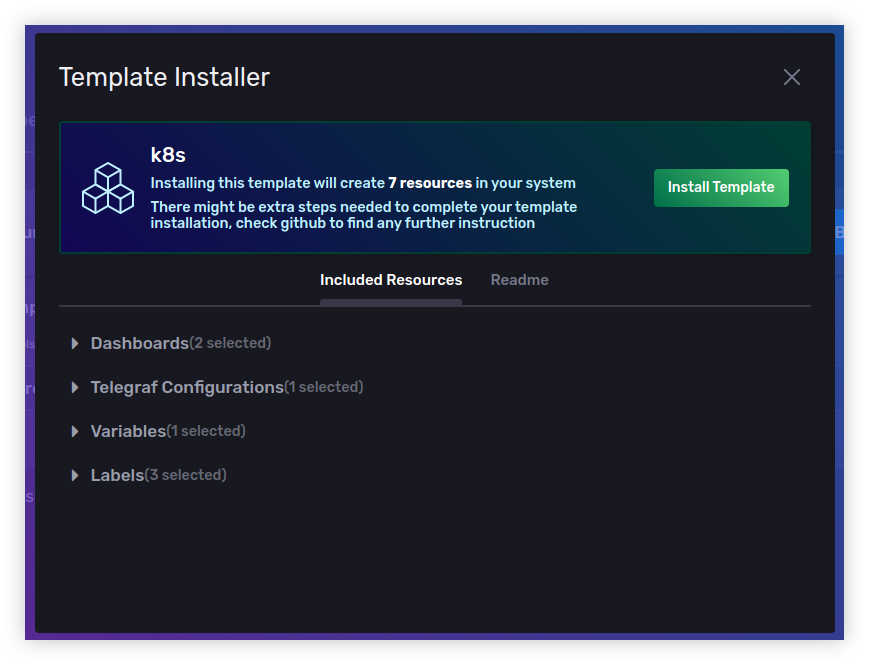 Template Installer
k8s
Installing this template will create 7 resources in your system
There might be extra steps needed to complete your template
installation, check github to find any further instruction
Install Template
Included Resources
Readme
Dashboards(2 selected)
Telegraf Configurations(1 selected)
Variables(1 selected)
Labels(3 selected)